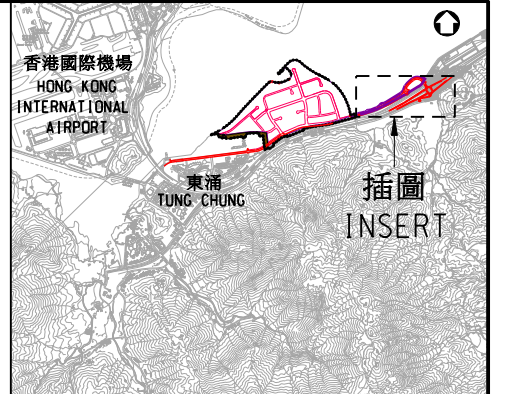 香港國際機場
HONG KONG
INTERNATIONAL
AIRPORT
東涌
TUNG CHUNG
插圖
INSERT